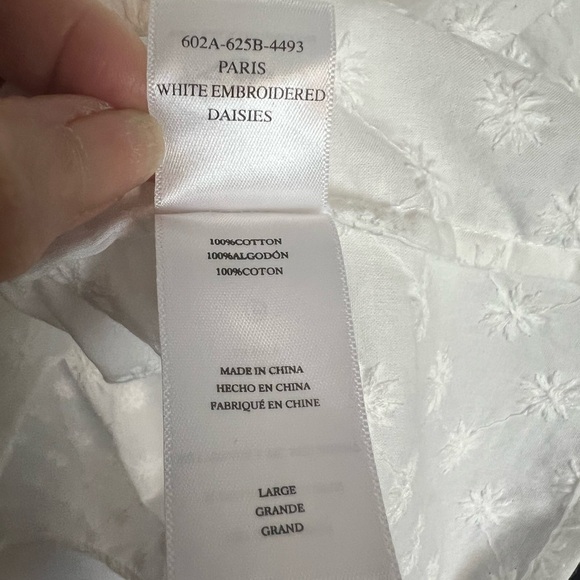 602A-625B-4493
PARIS
WHITE EMBROIDERED
DAISIES
100%COTTON
100%ALGODÓN
100%COTON
MADE IN CHINA
HECHO EN CHINA
FABRIQUÉ EN CHINE
LARGE
GRANDE
GRAND